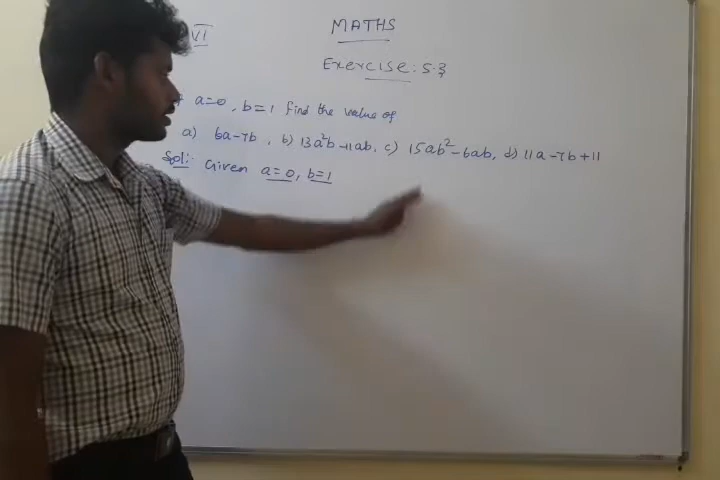 VI
MATHS
Exercise: 5.3
a=0, b=1 find the value of
a) 6a-7b, b) 13a²b-11ab, c) 15ab²-6ab, d) 11a-7b+11
Sol: Given a=0, b=1